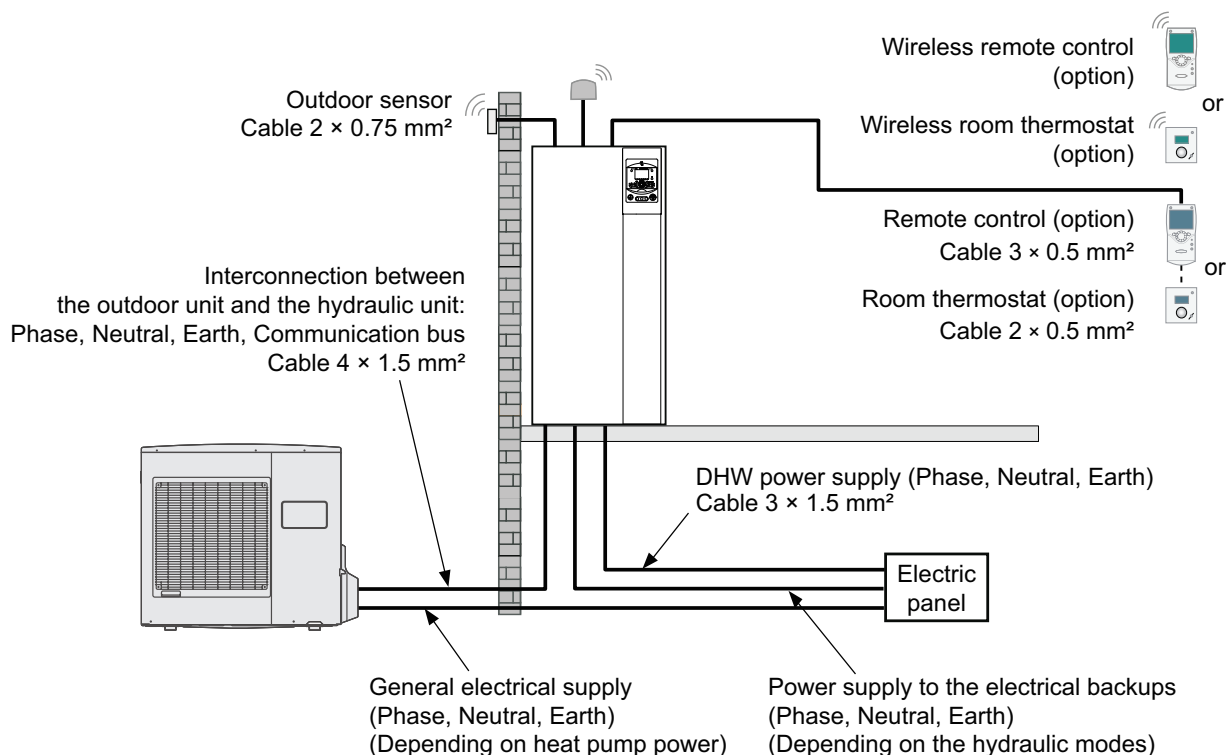 Wireless remote control
(option)
or
Outdoor sensor
Cable 2 × 0.75 mm²
Wireless room thermostat
(option)
Remote control (option)
Cable 3 × 0.5 mm²
or
Room thermostat (option)
Cable 2 × 0.5 mm²
Interconnection between
the outdoor unit and the hydraulic unit:
Phase, Neutral, Earth, Communication bus
Cable 4 × 1.5 mm²
DHW power supply (Phase, Neutral, Earth)
Cable 3 × 1.5 mm²
Electric
panel
General electrical supply
(Phase, Neutral, Earth)
(Depending on heat pump power)
Power supply to the electrical backups
(Phase, Neutral, Earth)
(Depending on the hydraulic modes)